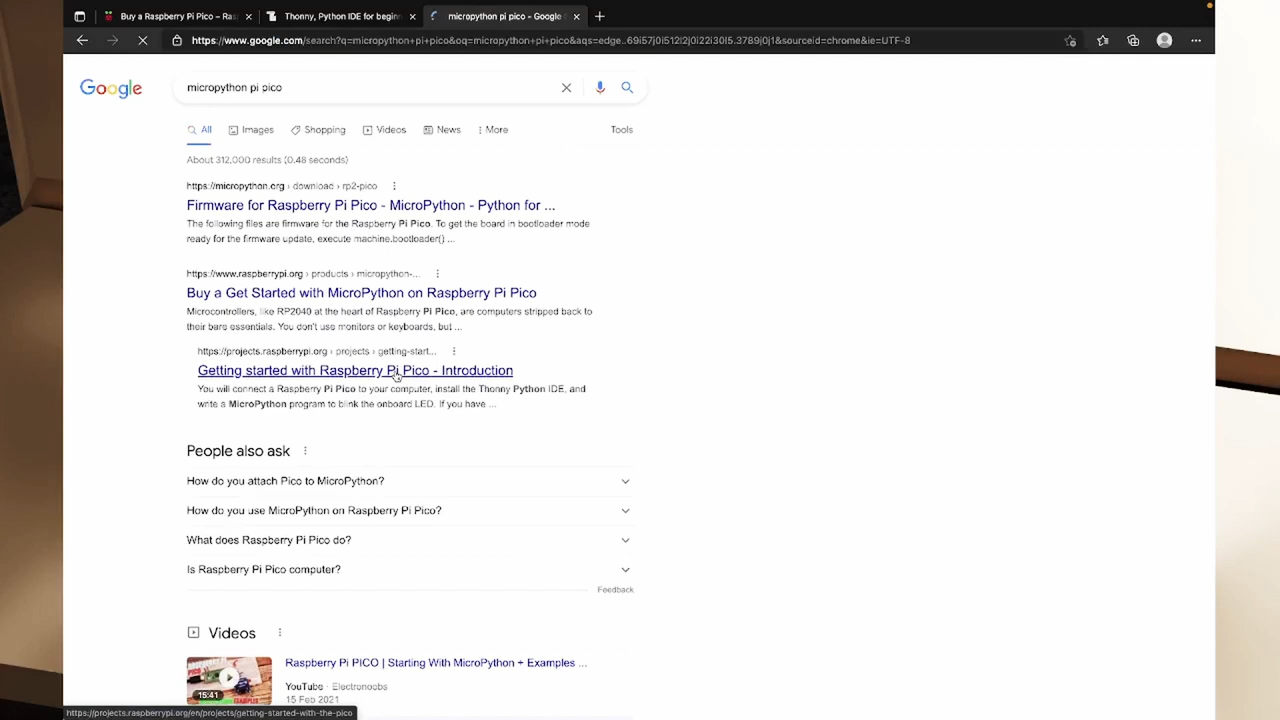 Buy a Raspberry Pi Pico – Ras
Thonny, Python IDE for beginn
micropython pi pico - Google
https://www.google.com/search?q=micropython+pi+pico&oq=micropython+pi+pico&aqs=edge..69i57j0i512l2j0i22i30l5.3789j0j1&sourceid=chrome&ie=UTF-8
Google
micropython pi pico
All
Images
Shopping
Videos
News
More
Tools
About 312,000 results (0.48 seconds)
https://micropython.org › download › rp2-pico
Firmware for Raspberry Pi Pico - MicroPython - Python for ...
The following files are firmware for the Raspberry Pi Pico. To get the board in bootloader mode
ready for the firmware update, execute machine.bootloader() ...
https://www.raspberrypi.org › products › micropython-...
Buy a Get Started with MicroPython on Raspberry Pi Pico
Microcontrollers, like RP2040 at the heart of Raspberry Pi Pico, are computers stripped back to
their bare essentials. You don't use monitors or keyboards, but ...
https://projects.raspberrypi.org › projects › getting-start...
Getting started with Raspberry Pi Pico - Introduction
You will connect a Raspberry Pi Pico to your computer, install the Thonny Python IDE, and
write a MicroPython program to blink the onboard LED. If you have ...
People also ask
How do you attach Pico to MicroPython?
How do you use MicroPython on Raspberry Pi Pico?
What does Raspberry Pi Pico do?
Is Raspberry Pi Pico computer?
Feedback
Videos
Raspberry Pi PICO | Starting With MicroPython + Examples ...
YouTube · Electronoobs
15 Feb 2021
15:41
https://projects.raspberrypi.org/en/projects/getting-started-with-the-pico